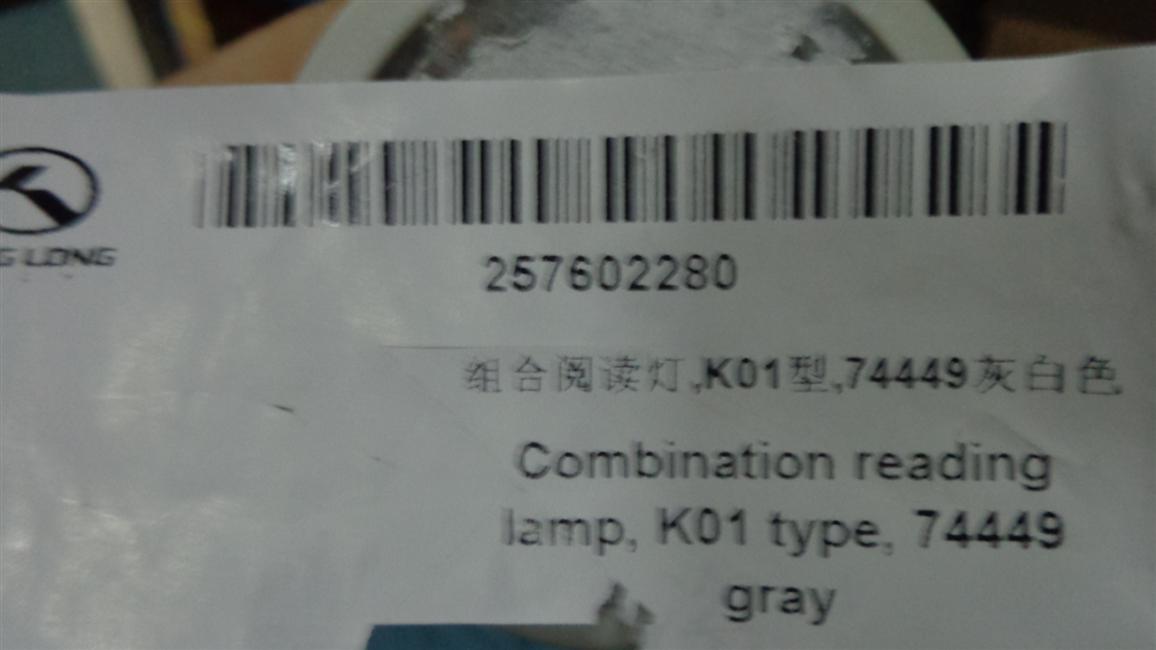 G LONG
257602280
组合阅读灯,K01型,74449灰白色
Combination reading
lamp, K01 type, 74449
gray